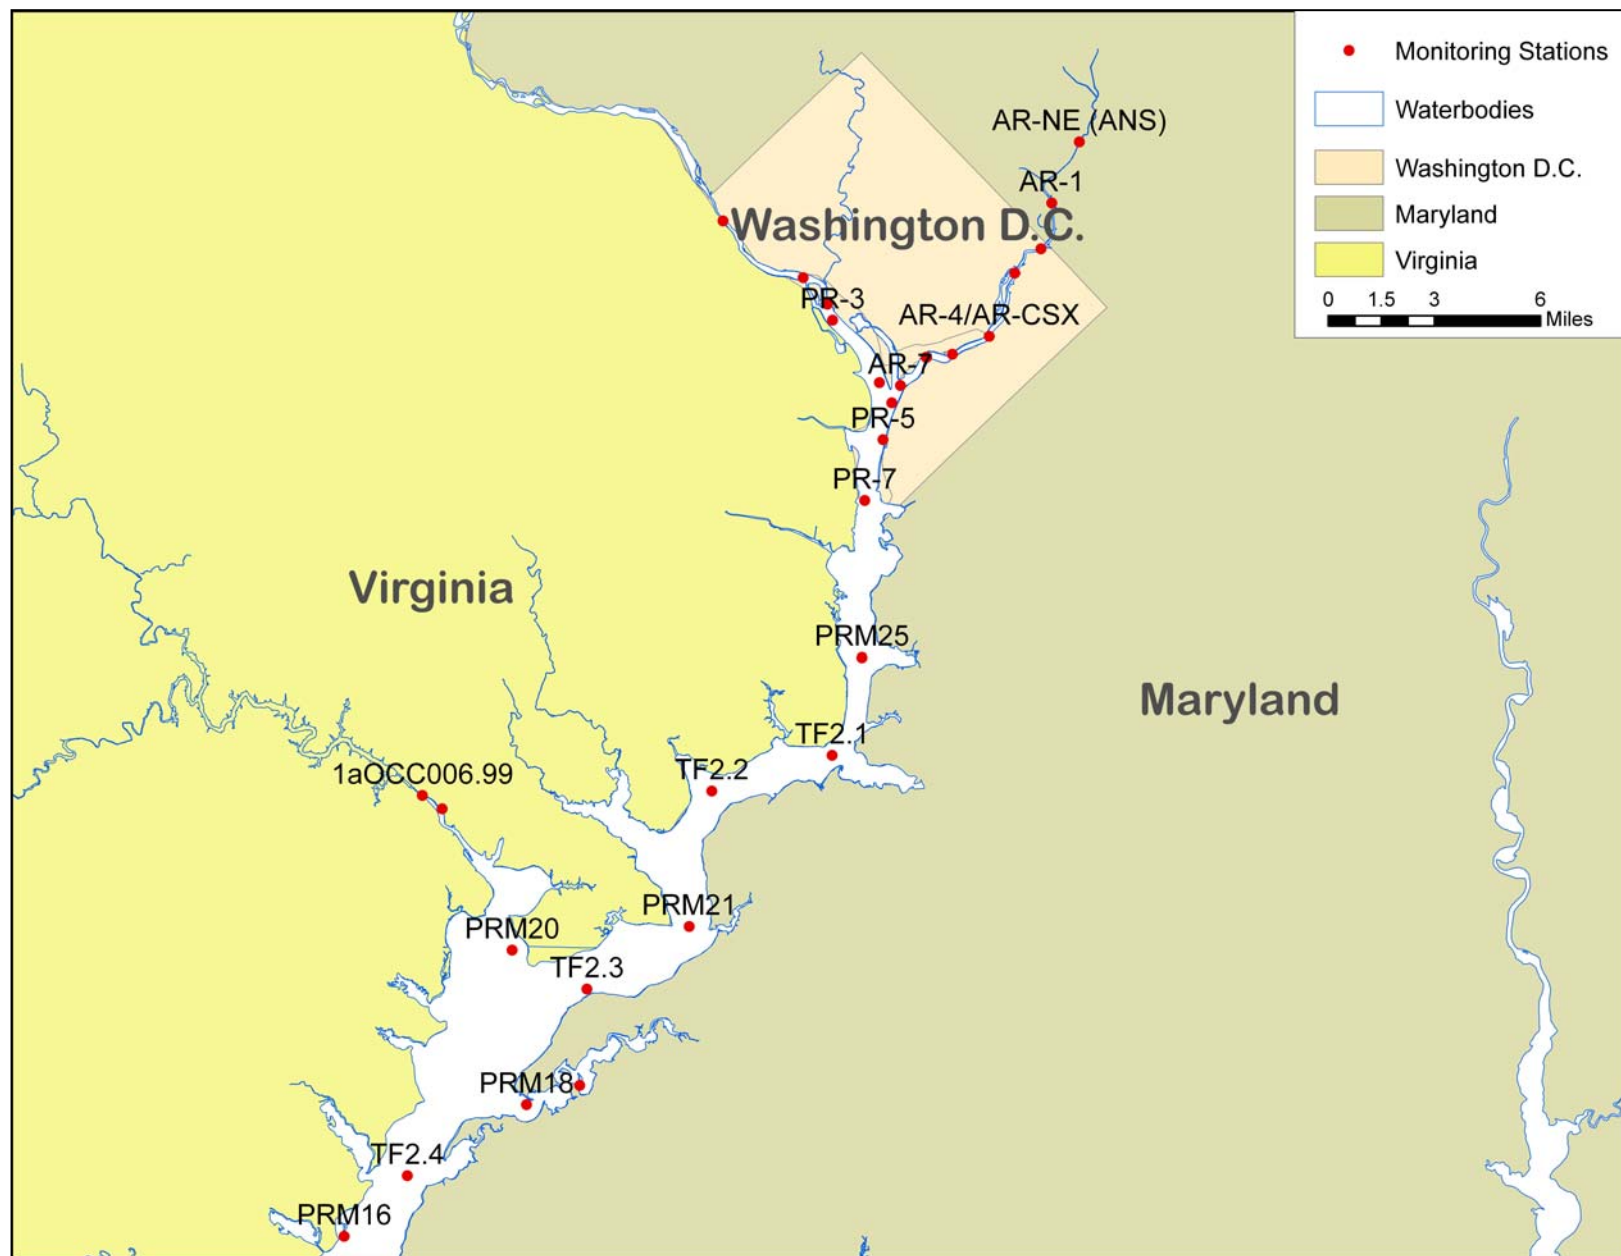 Monitoring Stations
Waterbodies
Washington D.C.
Maryland
Virginia
0 1.5 3 6
Miles
AR-NE (ANS)
AR-1
Washington D.C.
PR-3
AR-4/AR-CSX
AR-7
PR-5
PR-7
Virginia
PRM25
Maryland
TF2.1
TF2.2
1aOCC006.99
PRM21
PRM20
TF2.3
PRM18
TF2.4
PRM16